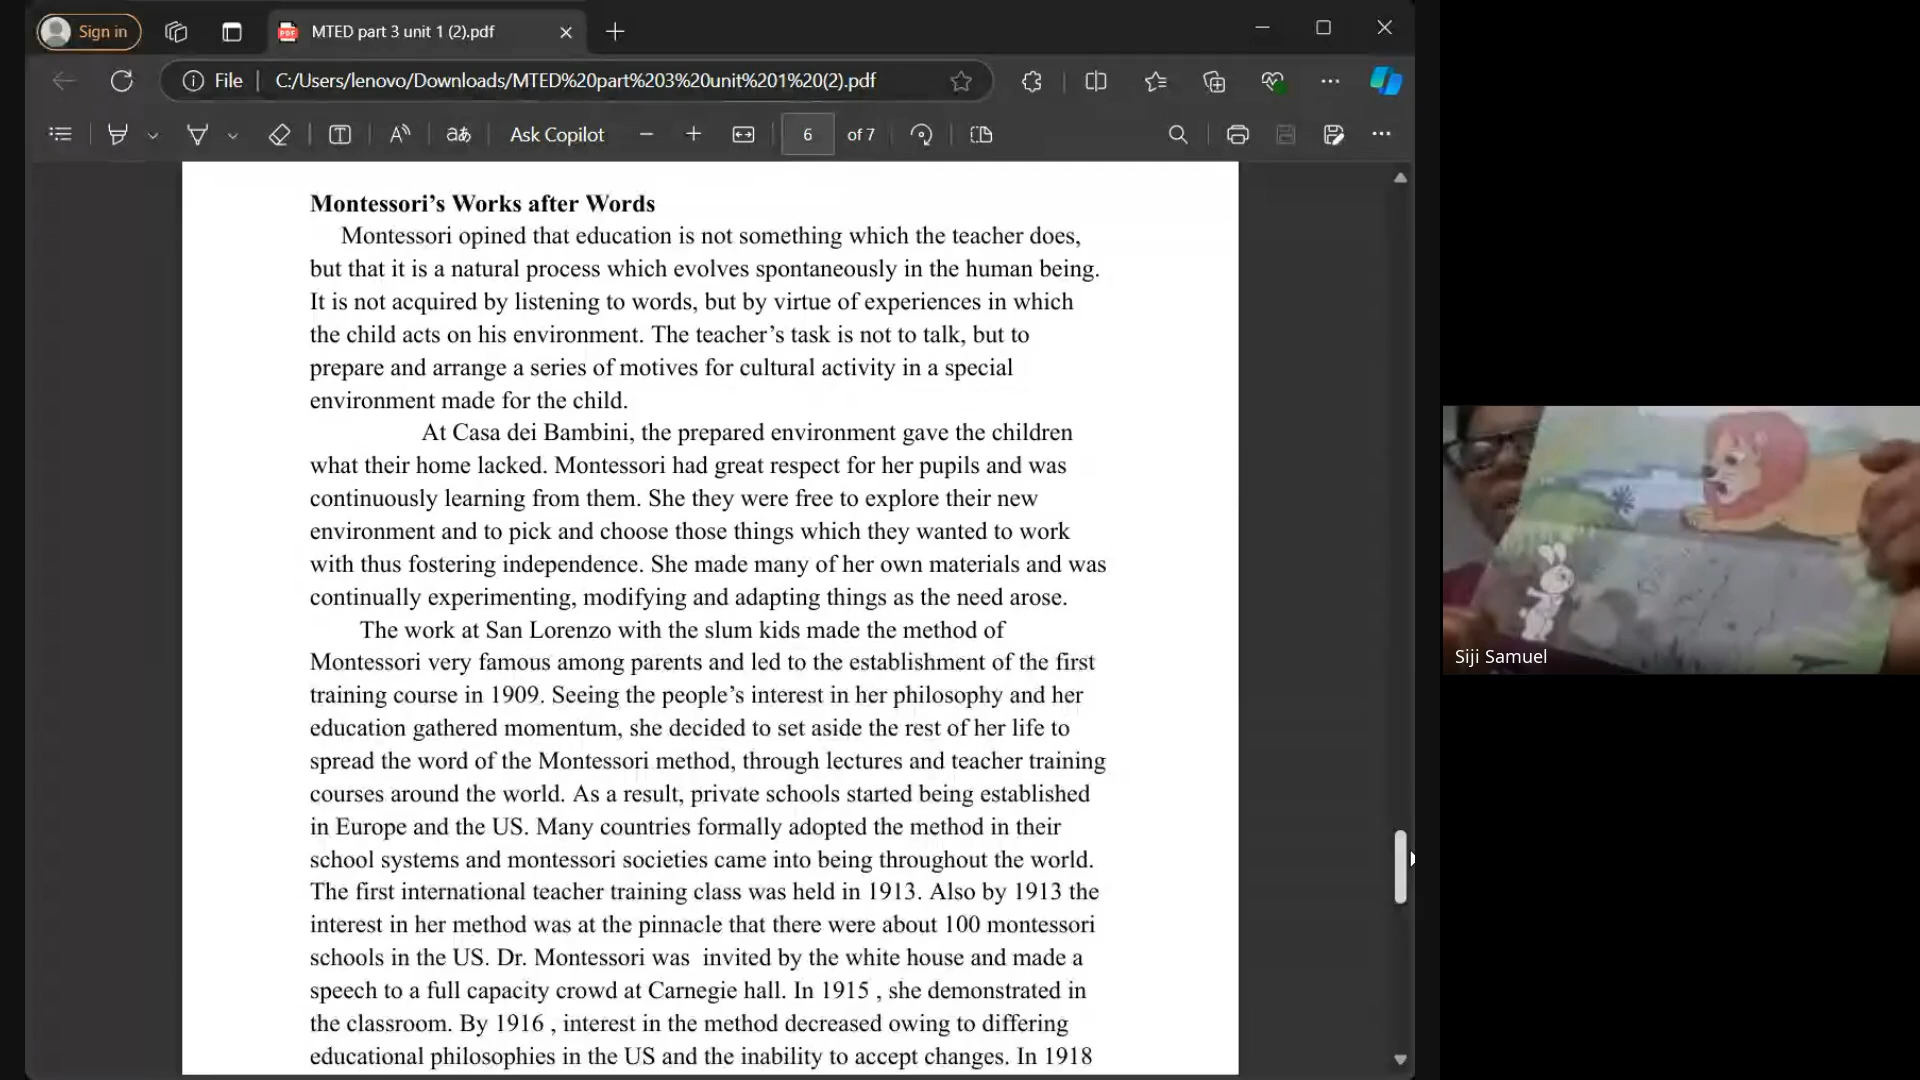 Sign in
MTED part 3 unit 1 (2).pdf
File
C:/Users/lenovo/Downloads/MTED%20part%203%20unit%201%20(2).pdf
Ask Copilot
6 of 7
Montessori’s Works after Words
Montessori opined that education is not something which the teacher does,
but that it is a natural process which evolves spontaneously in the human being.
It is not acquired by listening to words, but by virtue of experiences in which
the child acts on his environment. The teacher’s task is not to talk, but to
prepare and arrange a series of motives for cultural activity in a special
environment made for the child.
At Casa dei Bambini, the prepared environment gave the children
what their home lacked. Montessori had great respect for her pupils and was
continuously learning from them. She they were free to explore their new
environment and to pick and choose those things which they wanted to work
with thus fostering independence. She made many of her own materials and was
continually experimenting, modifying and adapting things as the need arose.
The work at San Lorenzo with the slum kids made the method of
Montessori very famous among parents and led to the establishment of the first
training course in 1909. Seeing the people’s interest in her philosophy and her
education gathered momentum, she decided to set aside the rest of her life to
spread the word of the Montessori method, through lectures and teacher training
courses around the world. As a result, private schools started being established
in Europe and the US. Many countries formally adopted the method in their
school systems and montessori societies came into being throughout the world.
The first international teacher training class was held in 1913. Also by 1913 the
interest in her method was at the pinnacle that there were about 100 montessori
schools in the US. Dr. Montessori was  invited by the white house and made a
speech to a full capacity crowd at Carnegie hall. In 1915 , she demonstrated in
the classroom. By 1916 , interest in the method decreased owing to differing
educational philosophies in the US and the inability to accept changes. In 1918
Siji Samuel